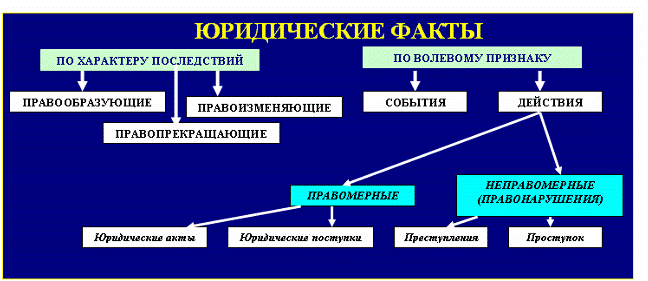 ЮРИДИЧЕСКИЕ ФАКТЫ
ПО ХАРАКТЕРУ ПОСЛЕДСТВИЙ
ПО ВОЛЕВОМУ ПРИЗНАКУ
ПРАВООБРАЗУЮЩИЕ
ПРАВОИЗМЕНЯЮЩИЕ
СОБЫТИЯ
ДЕЙСТВИЯ
ПРАВОПРЕКРАЩАЮЩИЕ
ПРАВОМЕРНЫЕ
НЕПРАВОМЕРНЫЕ
(ПРАВОНАРУШЕНИЯ)
Юридические акты
Юридические поступки
Преступления
Проступок